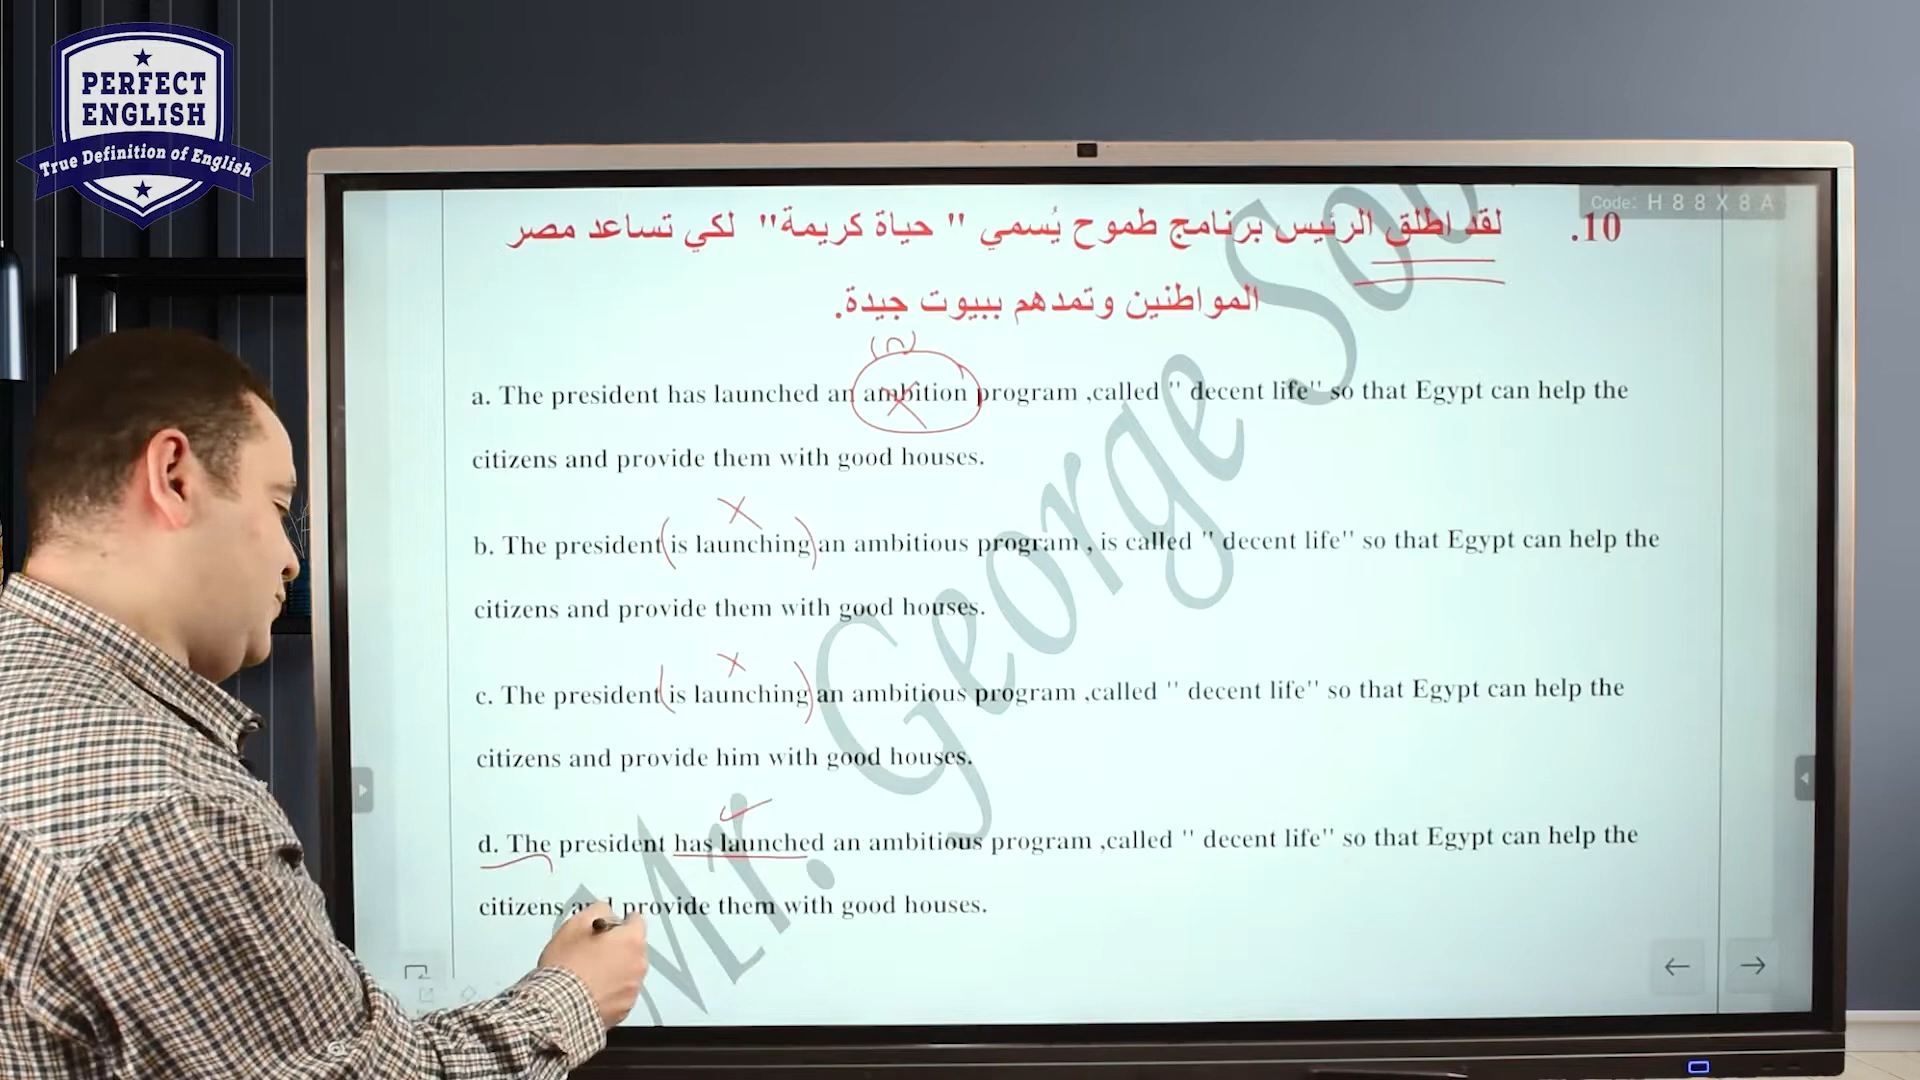 PERFECT
ENGLISH
True Definition of English
Code: H88X8A
10. لقد اطلق الرئيس برنامج طموح يُسمي " حياة كريمة" لكي تساعد مصر
المواطنين وتمدهم ببيوت جيدة.
(n)
a. The president has launched an ambition program ,called " decent life" so that Egypt can help the
citizens and provide them with good houses.
b. The president is launching an ambitious program , is called " decent life" so that Egypt can help the
citizens and provide them with good houses.
c. The president is launching an ambitious program ,called " decent life" so that Egypt can help the
citizens and provide him with good houses.
d. The president has launched an ambitious program ,called " decent life" so that Egypt can help the
citizens and provide them with good houses.
Mr. George